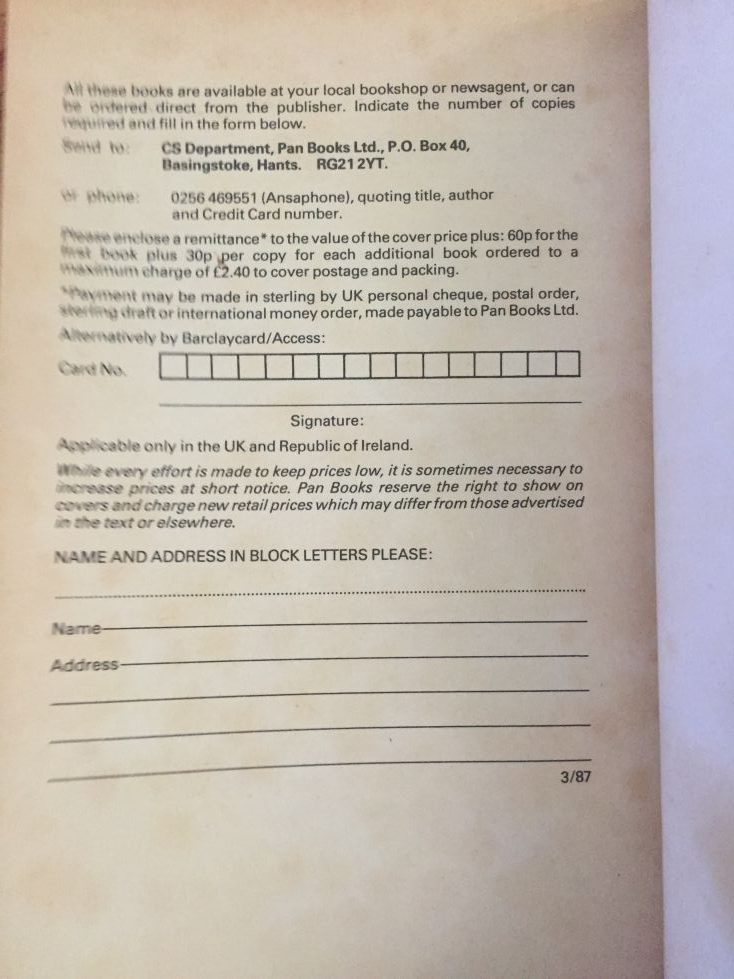 All these books are available at your local bookshop or newsagent, or can
be ordered direct from the publisher. Indicate the number of copies
required and fill in the form below.
Send to: CS Department, Pan Books Ltd., P.O. Box 40,
Basingstoke, Hants. RG21 2YT.
or phone: 0256 469551 (Ansaphone), quoting title, author
and Credit Card number.
Please enclose a remittance* to the value of the cover price plus: 60p for the
first book plus 30p per copy for each additional book ordered to a
maximum charge of £2.40 to cover postage and packing.
*Payment may be made in sterling by UK personal cheque, postal order,
sterling draft or international money order, made payable to Pan Books Ltd.
Alternatively by Barclaycard/Access:
Card No.
Signature:
Applicable only in the UK and Republic of Ireland.
While every effort is made to keep prices low, it is sometimes necessary to
increase prices at short notice. Pan Books reserve the right to show on
covers and charge new retail prices which may differ from those advertised
in the text or elsewhere.
NAME AND ADDRESS IN BLOCK LETTERS PLEASE:
Name
Address
3/87